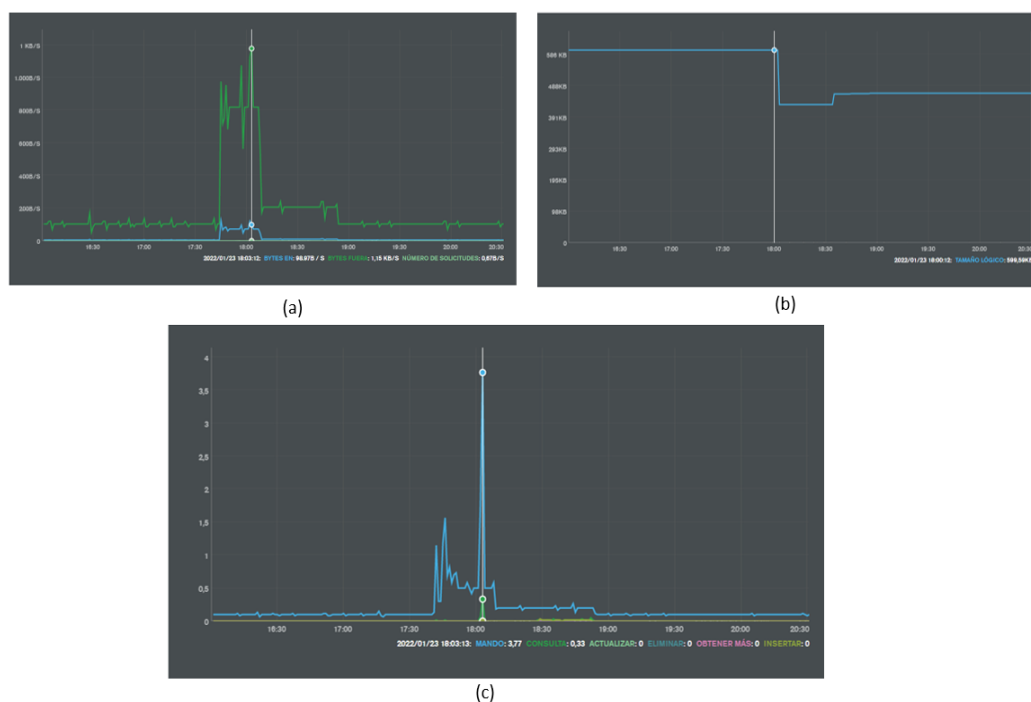 1 KB/S
1.000B/S
800B/S
600B/S
400B/S
200B/S
0
16:30 17:00 17:30 18:00 18:30 19:00 19:30 20:00 20:30
2022/01/23 18:03:12: BYTES EN: 98,97B / S BYTES FUERA: 1,15 KB/S NÚMERO DE SOLICITUDES: 0,67B/S
(a)
586 KB
488KB
391KB
293KB
195KB
98KB
0
16:30 17:00 17:30 18:00 18:30 18:00 19:30 20:00 20:30
2022/01/23 18:00:12: TAMAÑO LÓGICO: 599,59KB
(b)
4
3,5
3
2,5
2
1,5
1
0,5
0
16:30 17:00 17:30 18:00 18:30 19:00 19:30 20:00 20:30
2022/01/23 18:03:13: MANDO: 3,77 CONSULTA: 0,33 ACTUALIZAR: 0 ELIMINAR: 0 OBTENER MÁS: 0 INSERTAR: 0
(c)